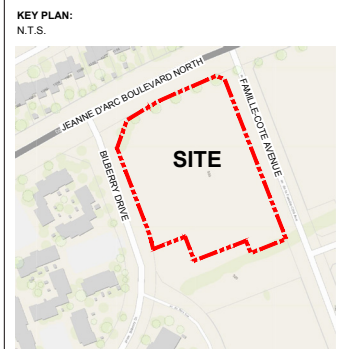 KEY PLAN:
N.T.S.
JEANNE D'ARC BOULEVARD NORTH
FAMILLE-COTE AVENUE
BILBERRY DRIVE
SITE